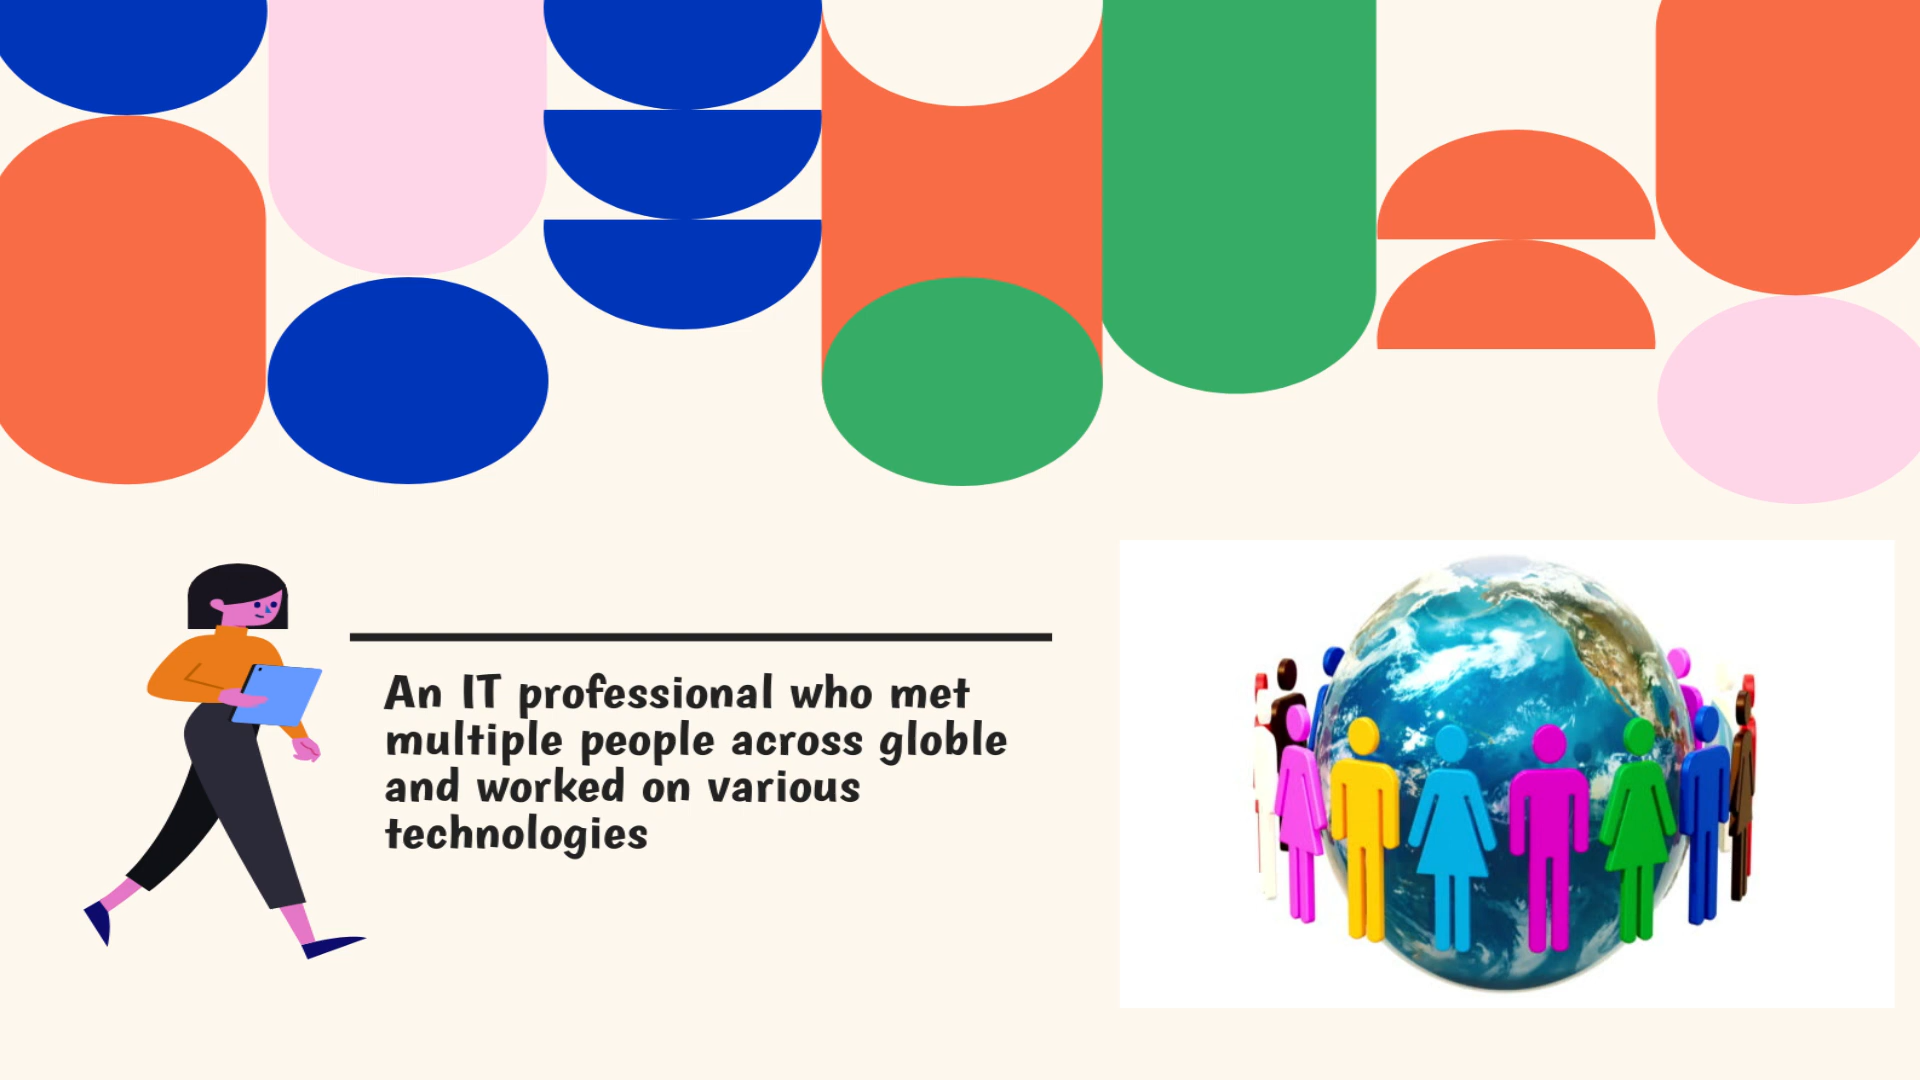 An IT professional who met
multiple people across globle
and worked on various
technologies